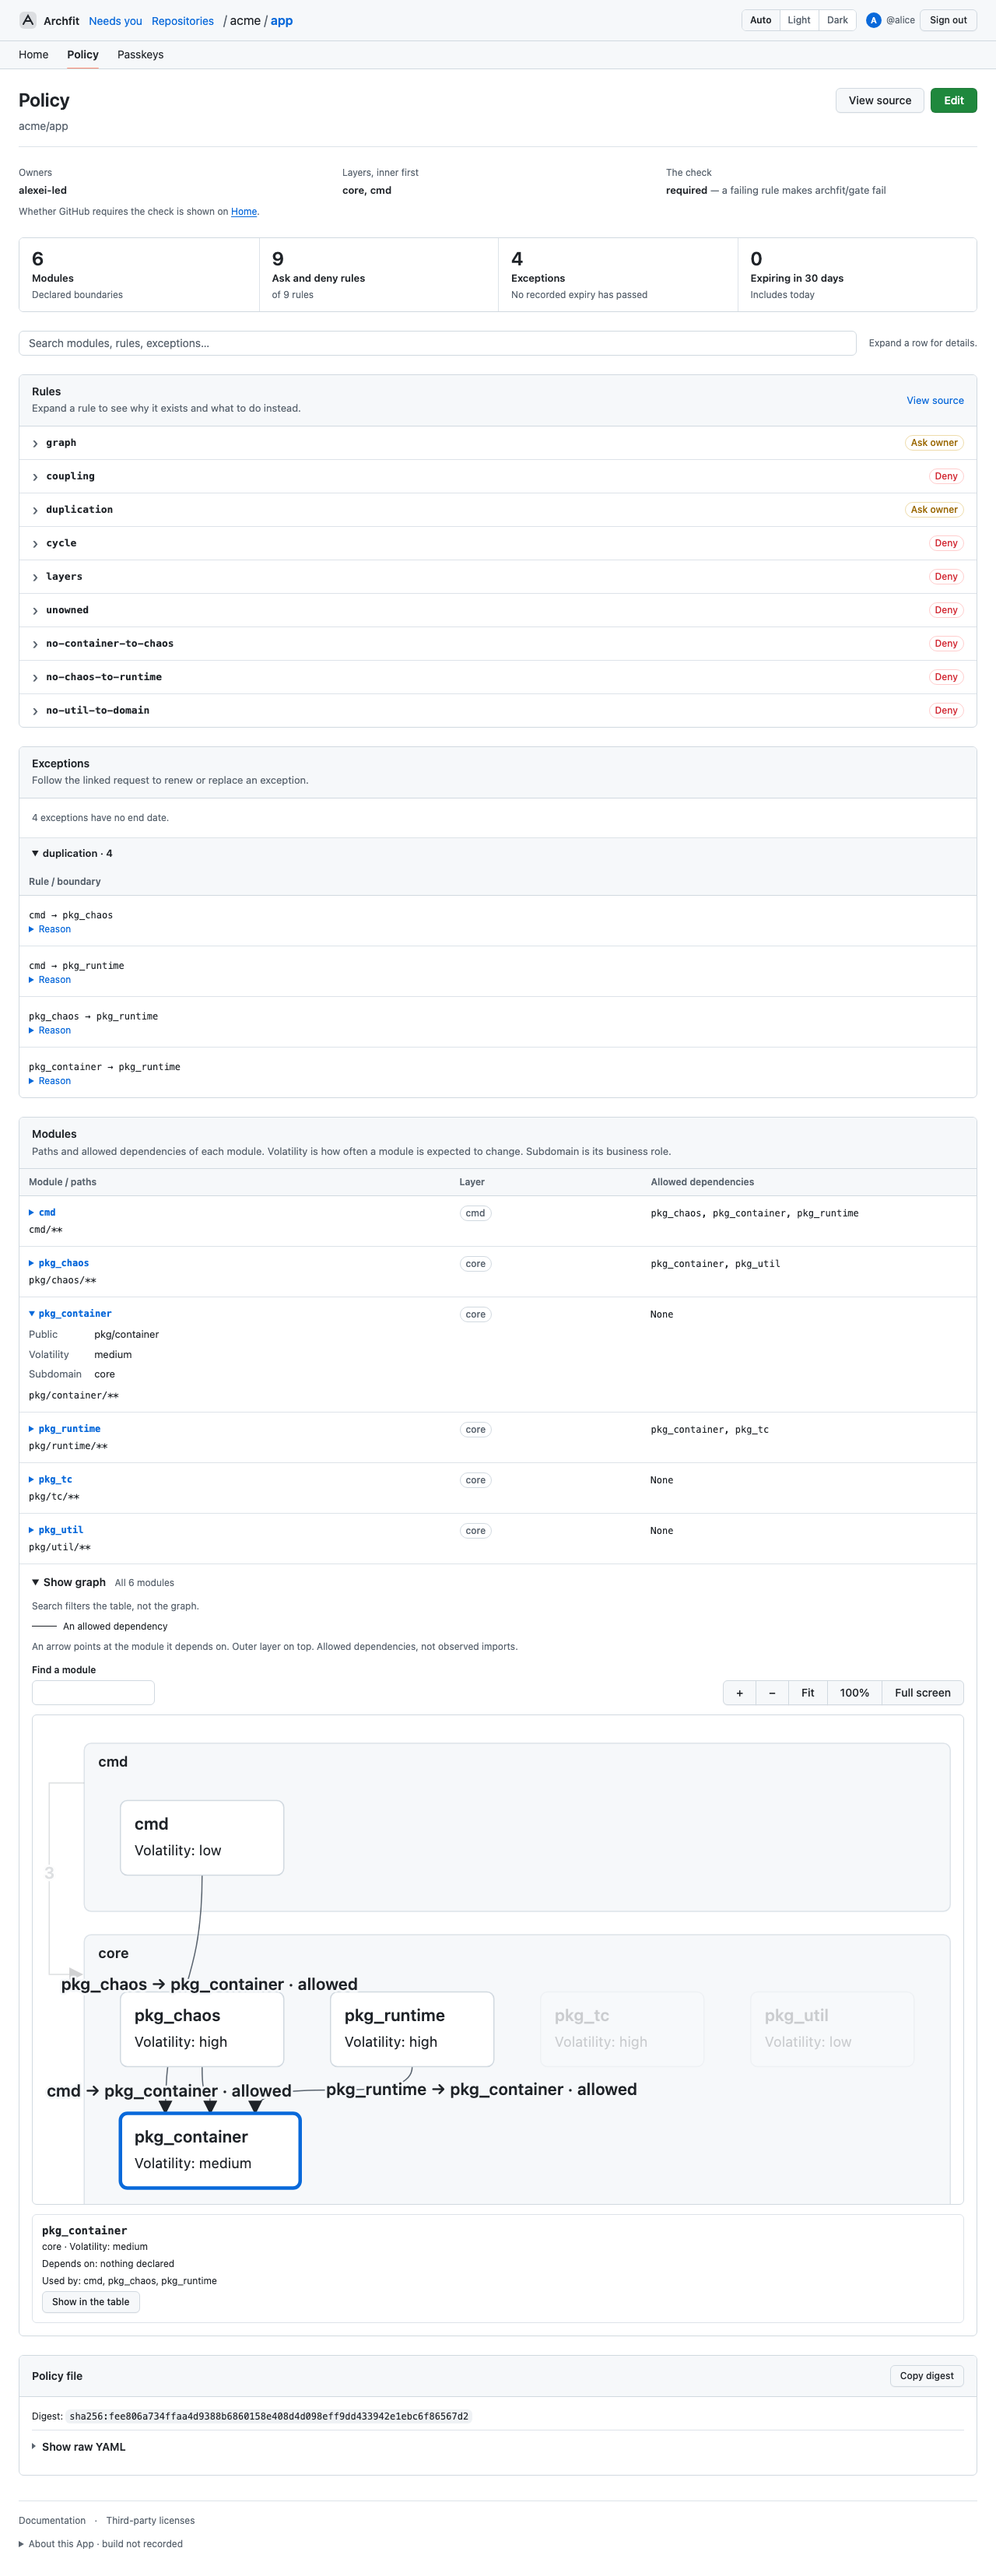 Archfit Needs you Repositories / acme / app Auto Light Dark A @alice Sign out
Home Policy Passkeys
Policy View source Edit
acme/app
Owners Layers, inner first The check
alexei-led core, cmd required — a failing rule makes archfit/gate fail
Whether GitHub requires the check is shown on Home.
6 9 4 0
Modules Ask and deny rules Exceptions Expiring in 30 days
Declared boundaries of 9 rules No recorded expiry has passed Includes today
Search modules, rules, exceptions... Expand a row for details.
Rules
Expand a rule to see why it exists and what to do instead. View source
graph Ask owner
coupling Deny
duplication Ask owner
cycle Deny
layers Deny
unowned Deny
no-container-to-chaos Deny
no-chaos-to-runtime Deny
no-util-to-domain Deny
Exceptions
Follow the linked request to renew or replace an exception.
4 exceptions have no end date.
duplication · 4
Rule / boundary
cmd → pkg_chaos
Reason
cmd → pkg_runtime
Reason
pkg_chaos → pkg_runtime
Reason
pkg_container → pkg_runtime
Reason
Modules
Paths and allowed dependencies of each module. Volatility is how often a module is expected to change. Subdomain is its business role.
Module / paths Layer Allowed dependencies
cmd cmd pkg_chaos, pkg_container, pkg_runtime
cmd/**
pkg_chaos core pkg_container, pkg_util
pkg/chaos/**
pkg_container core None
Public pkg/container
Volatility medium
Subdomain core
pkg/container/**
pkg_runtime core pkg_container, pkg_tc
pkg/runtime/**
pkg_tc core None
pkg/tc/**
pkg_util core None
pkg/util/**
Show graph All 6 modules
Search filters the table, not the graph.
An allowed dependency
An arrow points at the module it depends on. Outer layer on top. Allowed dependencies, not observed imports.
Find a module
+ − Fit 100% Full screen
cmd
cmd
Volatility: low
3
core
pkg_chaos → pkg_container · allowed
pkg_chaos pkg_runtime pkg_tc pkg_util
Volatility: high Volatility: high Volatility: high Volatility: low
cmd → pkg_container · allowed pkg_runtime → pkg_container · allowed
pkg_container
Volatility: medium
pkg_container
core · Volatility: medium
Depends on: nothing declared
Used by: cmd, pkg_chaos, pkg_runtime
Show in the table
Policy file Copy digest
Digest: sha256:fee806a734ffaa4d9388b6860158e408d4d098eff9dd433942e1ebc6f86567d2
Show raw YAML
Documentation · Third-party licenses
About this App · build not recorded